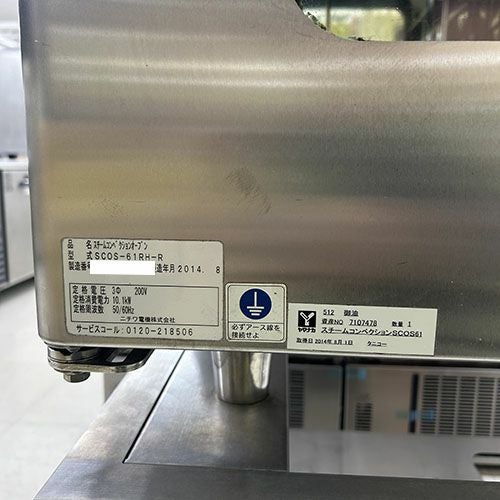 品 名 スチームコンベクションオーブン
型 式 SCOS-61RH-R
製造番 造年月 2014. 8
定格電圧 3Φ 200V
定格消費電力 10.1kW
定格周波数 50/60Hz
ニチワ電機株式会社
サービスコール:0120-218506
必ずアース線を
接続せよ
ヤマナカ
512 御油
資産NO 7107478 数量 1
スチームコンベクションSCOS61
取得日 2014年 8月 1日 タニコー